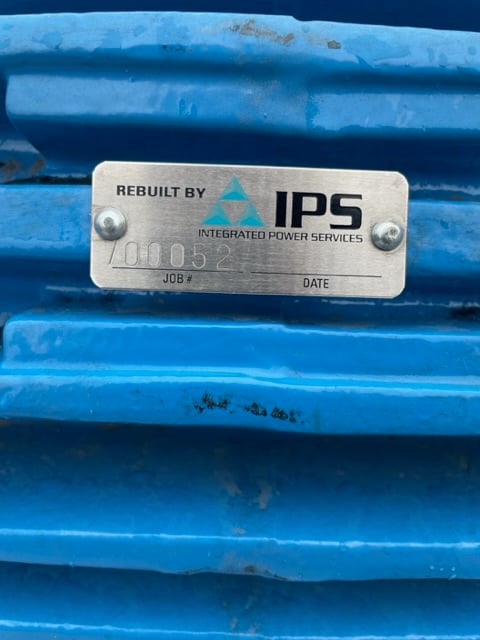 REBUILT BY IPS
INTEGRATED POWER SERVICES
700052
JOB # DATE